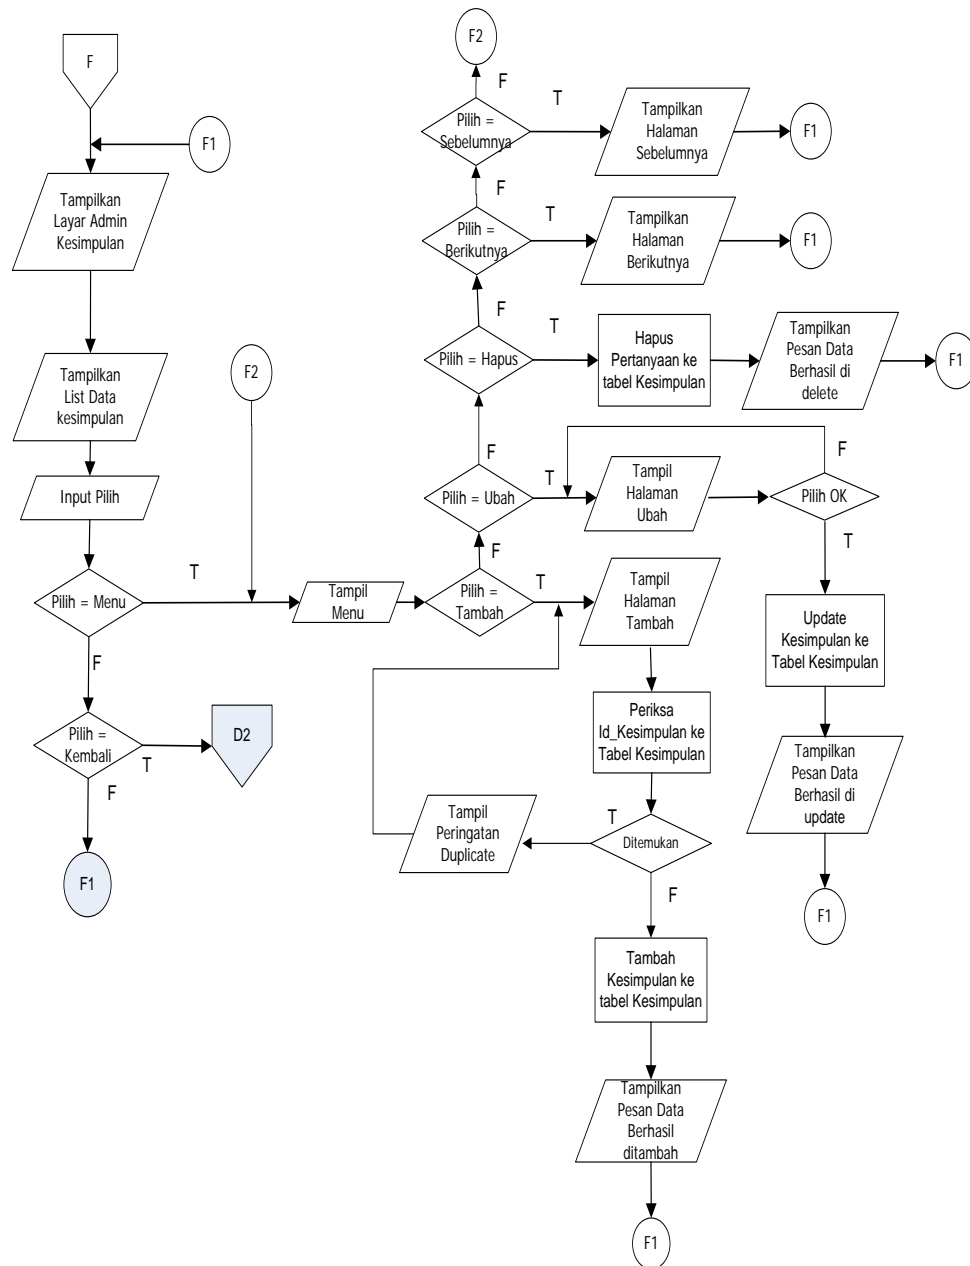 F
F1
Tampilkan
Layar Admin
Kesimpulan
Tampilkan
List Data
kesimpulan
Input Pilih
Pilih = Menu
T
F
Pilih =
Kembali
T
F
D2
F1
F2
Tampil
Menu
F2
F
T
Pilih =
Sebelumnya
Tampilkan
Halaman
Sebelumnya
F1
F
T
Pilih =
Berikutnya
Tampilkan
Halaman
Berikutnya
F1
F
T
Pilih = Hapus
Hapus
Pertanyaan ke
tabel Kesimpulan
Tampilkan
Pesan Data
Berhasil di
delete
F1
F
T
Pilih = Ubah
Tampil
Halaman
Ubah
F
Pilih OK
T
Update
Kesimpulan ke
Tabel Kesimpulan
Tampilkan
Pesan Data
Berhasil di
update
F1
F
T
Pilih =
Tambah
Tampil
Halaman
Tambah
Periksa
Id_Kesimpulan ke
Tabel Kesimpulan
T
Ditemukan
Tampil
Peringatan
Duplicate
F
Tambah
Kesimpulan ke
tabel Kesimpulan
Tampilkan
Pesan Data
Berhasil
ditambah
F1